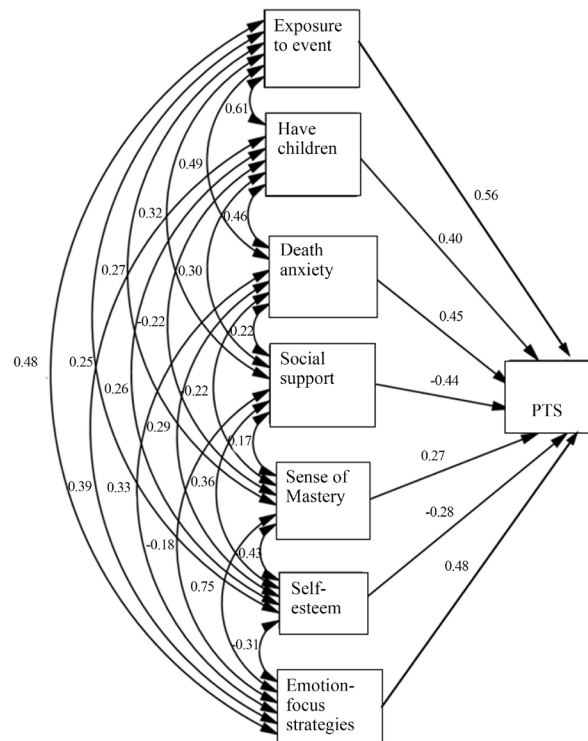 Exposure
to event
0.61
Have
children
0.49
0.56
0.32
0.46
0.40
0.27
0.30
Death
anxiety
-0.22
-0.22
0.45
0.48
0.25
0.26
-0.22
Social
support
-0.44
PTS
0.29
0.17
0.27
0.39
0.33
0.36
Sense of
Mastery
-0.28
-0.18
-0.43
0.48
0.75
Self-
esteem
-0.31
Emotion-
focus
strategies